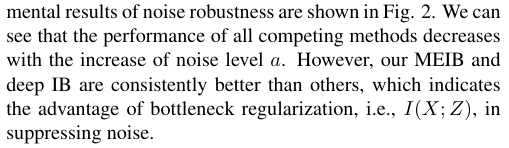 mental results of noise robustness are shown in Fig. 2. We can
see that the performance of all competing methods decreases
with the increase of noise level a. However, our MEIB and
deep IB are consistently better than others, which indicates
the advantage of bottleneck regularization, i.e., I(X; Z), in
suppressing noise.